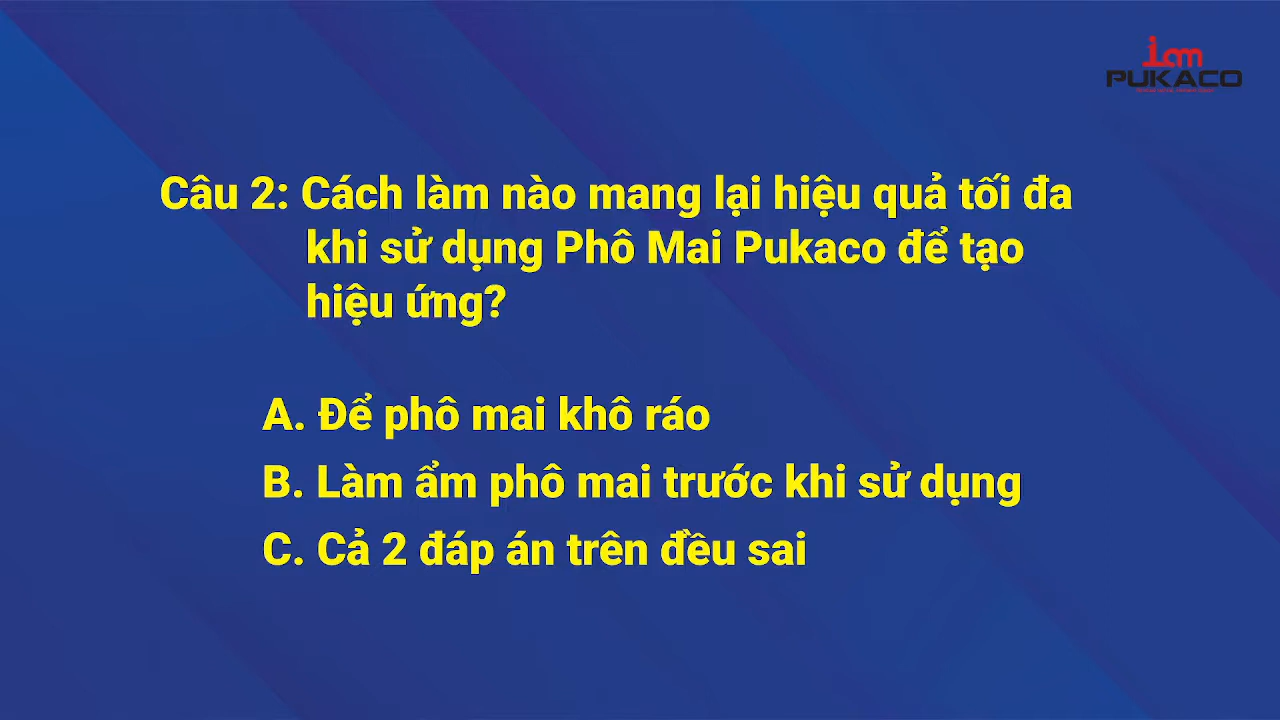 i.am
PUKACO
Câu 2: Cách làm nào mang lại hiệu quả tối đa
khi sử dụng Phô Mai Pukaco để tạo
hiệu ứng?
A. Để phô mai khô ráo
B. Làm ẩm phô mai trước khi sử dụng
C. Cả 2 đáp án trên đều sai